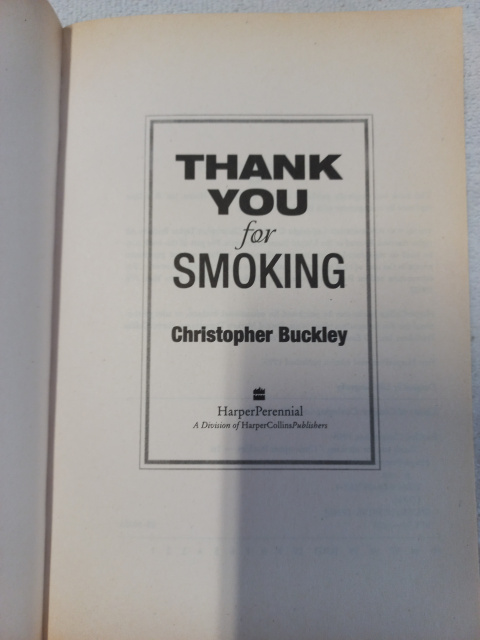 THANK
YOU
for
SMOKING
Christopher Buckley
HarperPerennial
A Division of HarperCollinsPublishers